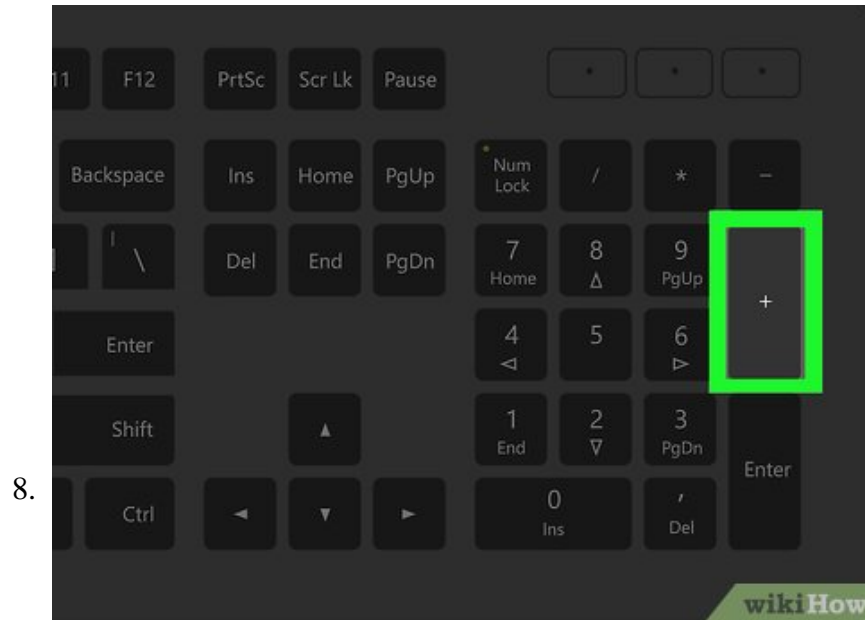 11 F12 PrtSc Scr Lk Pause
Backspace Ins Home PgUp Num Lock / * −
\ Del End PgDn 7 Home 8 9 PgUp +
Enter 4 5 6
Shift 1 End 2 3 PgDn Enter
8.
Ctrl 0 Ins ' Del
wikiHow